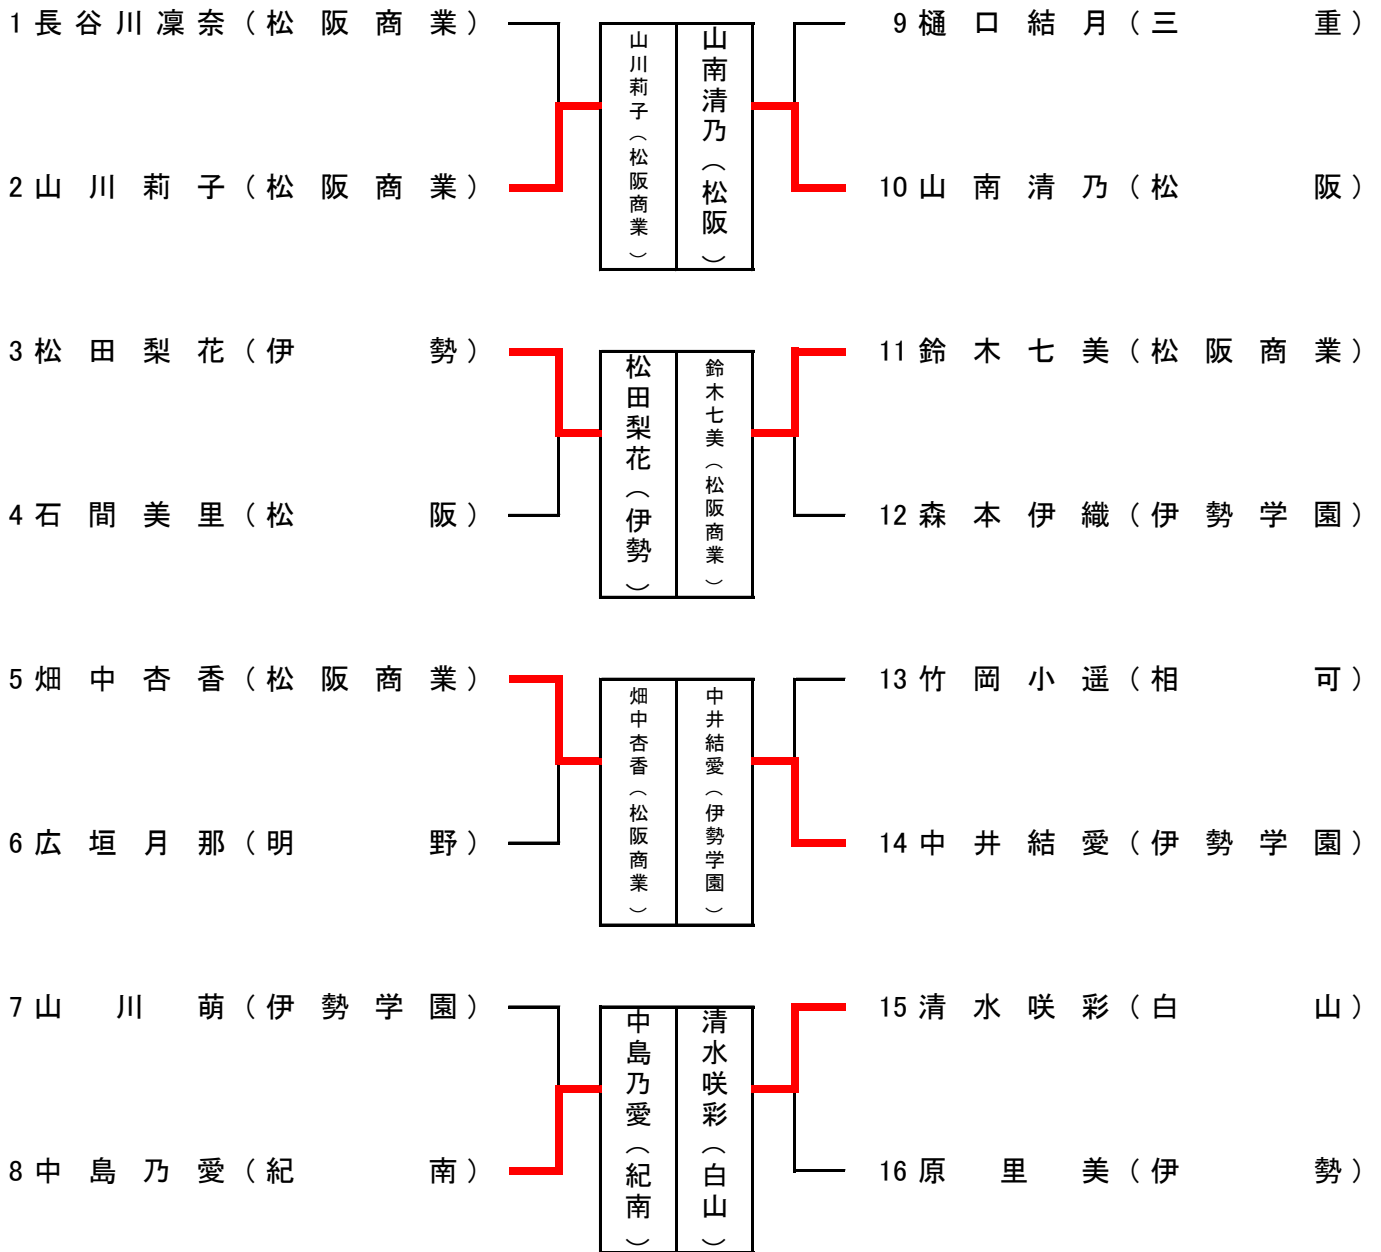 1 長谷川凜奈（松阪商業）
2 山川莉子（松阪商業）
山川莉子（松阪商業）
山南清乃（松阪）
9 樋口結月（三重）
10 山南清乃（松阪）
3 松田梨花（伊勢）
4 石間美里（松阪）
松田梨花（伊勢）
鈴木七美（松阪商業）
11 鈴木七美（松阪商業）
12 森本伊織（伊勢学園）
5 畑中杏香（松阪商業）
6 広垣月那（明野）
畑中杏香（松阪商業）
中井結愛（伊勢学園）
13 竹岡小遥（相可）
14 中井結愛（伊勢学園）
7 山川萌（伊勢学園）
8 中島乃愛（紀南）
中島乃愛（紀南）
清水咲彩（白山）
15 清水咲彩（白山）
16 原里美（伊勢）